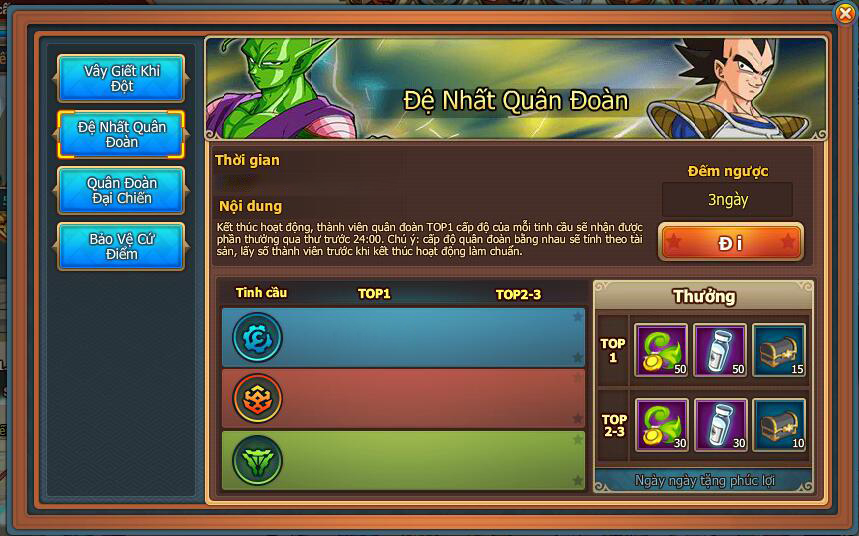 Vây Giết Khỉ
Đột
Đệ Nhất Quân
Đoàn
Quân Đoàn
Đại Chiến
Bảo Vệ Cứ
Điểm
Đệ Nhất Quân Đoàn
Thời gian
Đếm ngược
3ngày
Nội dung
Kết thúc hoạt động, thành viên quân đoàn TOP1 cấp độ của mỗi tinh cầu sẽ nhận được
phần thưởng qua thư trước 24:00. Chú ý: cấp độ quân đoàn bằng nhau sẽ tính theo tài
sản, lấy số thành viên trước khi kết thúc hoạt động làm chuẩn.
Đi
Tinh cầu TOP1 TOP2-3
Thưởng
TOP
1
50 50 15
TOP
2-3
30 30 10
Ngày ngày tặng phúc lợi